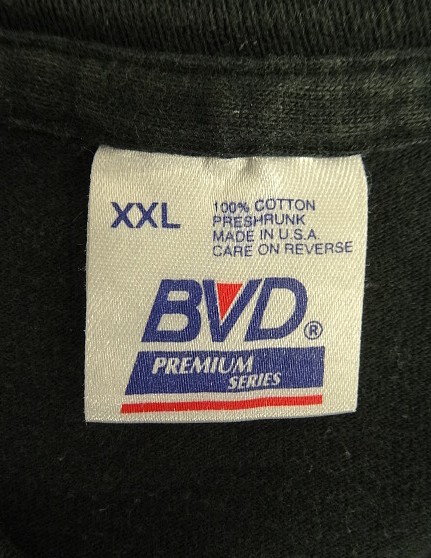 XXL
100% COTTON
PRESHRUNK
MADE IN U.S.A.
CARE ON REVERSE
BVD®
PREMIUM
SERIES